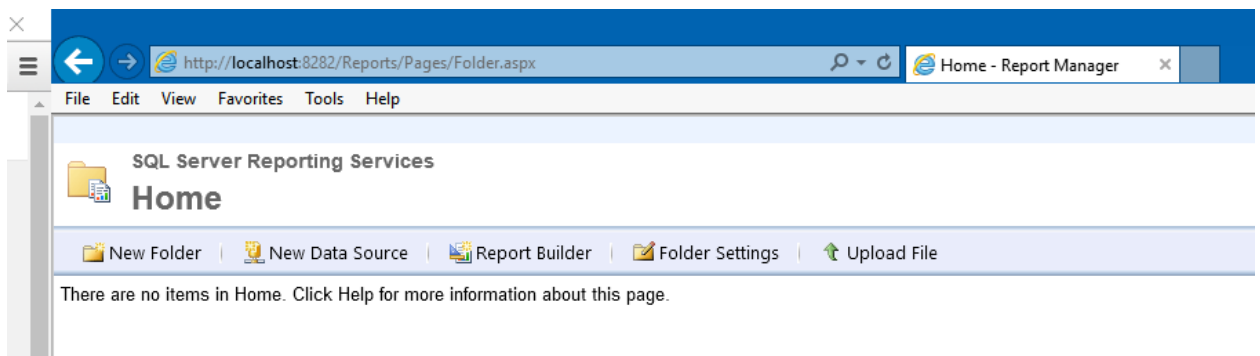 http://localhost:8282/Reports/Pages/Folder.aspx Home - Report Manager
File Edit View Favorites Tools Help
SQL Server Reporting Services
Home
New Folder New Data Source Report Builder Folder Settings Upload File
There are no items in Home. Click Help for more information about this page.